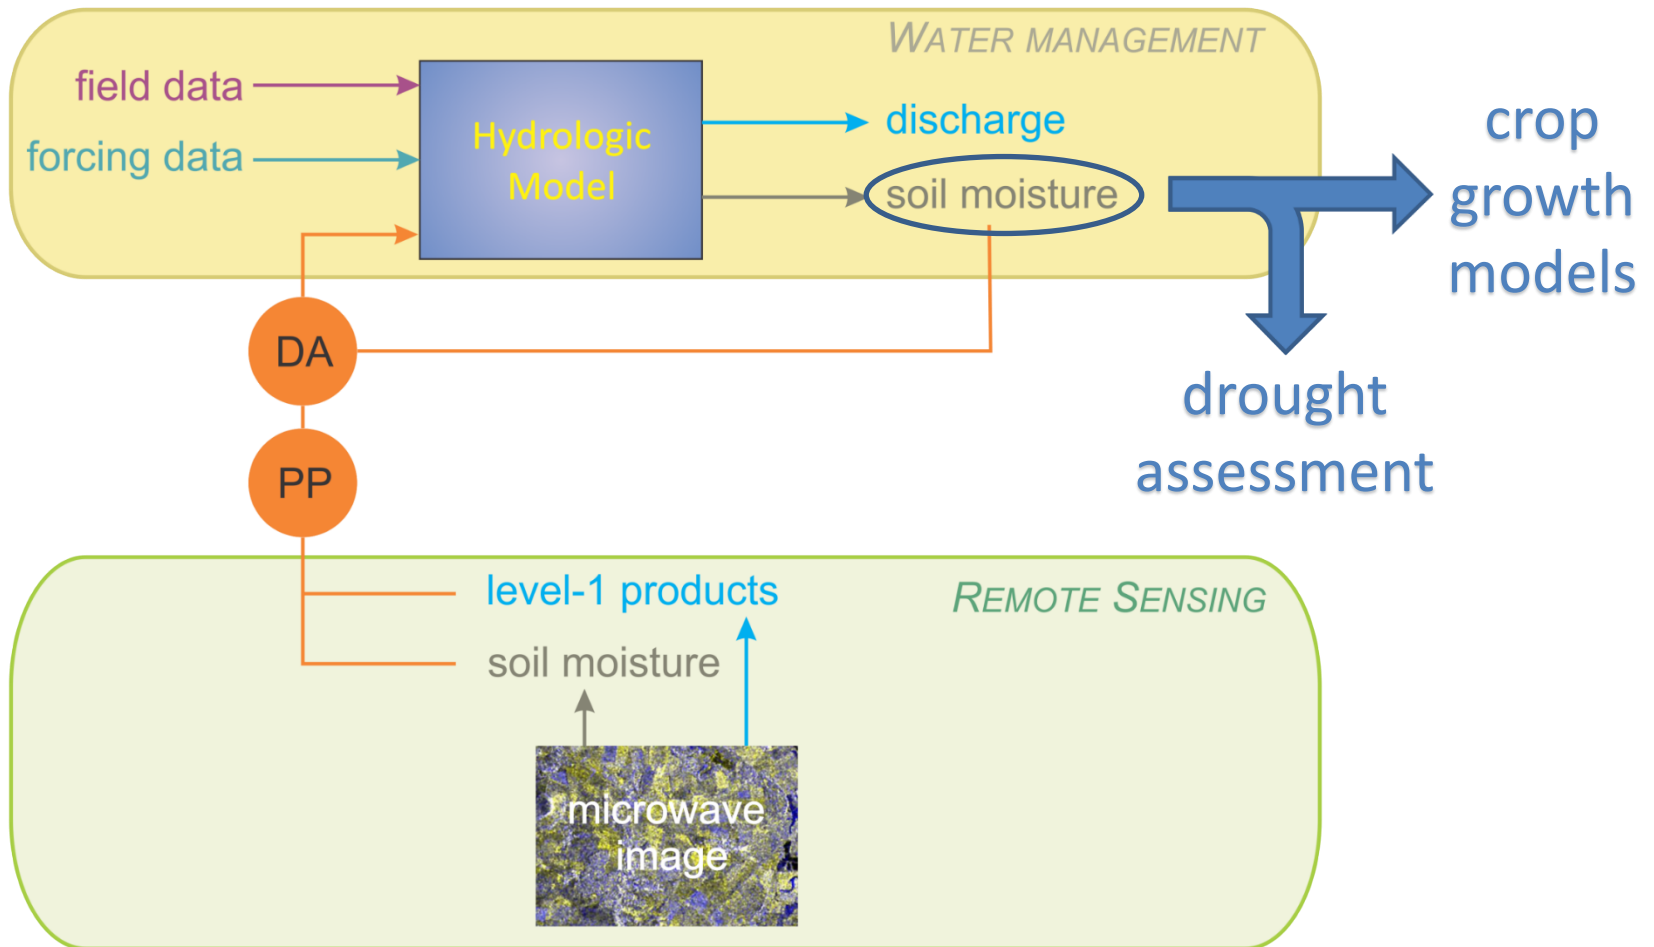 WATER MANAGEMENT
field data
forcing data
Hydrologic
Model
discharge
soil moisture
crop
growth
models
drought
assessment
DA
PP
REMOTE SENSING
level-1 products
soil moisture
microwave
image